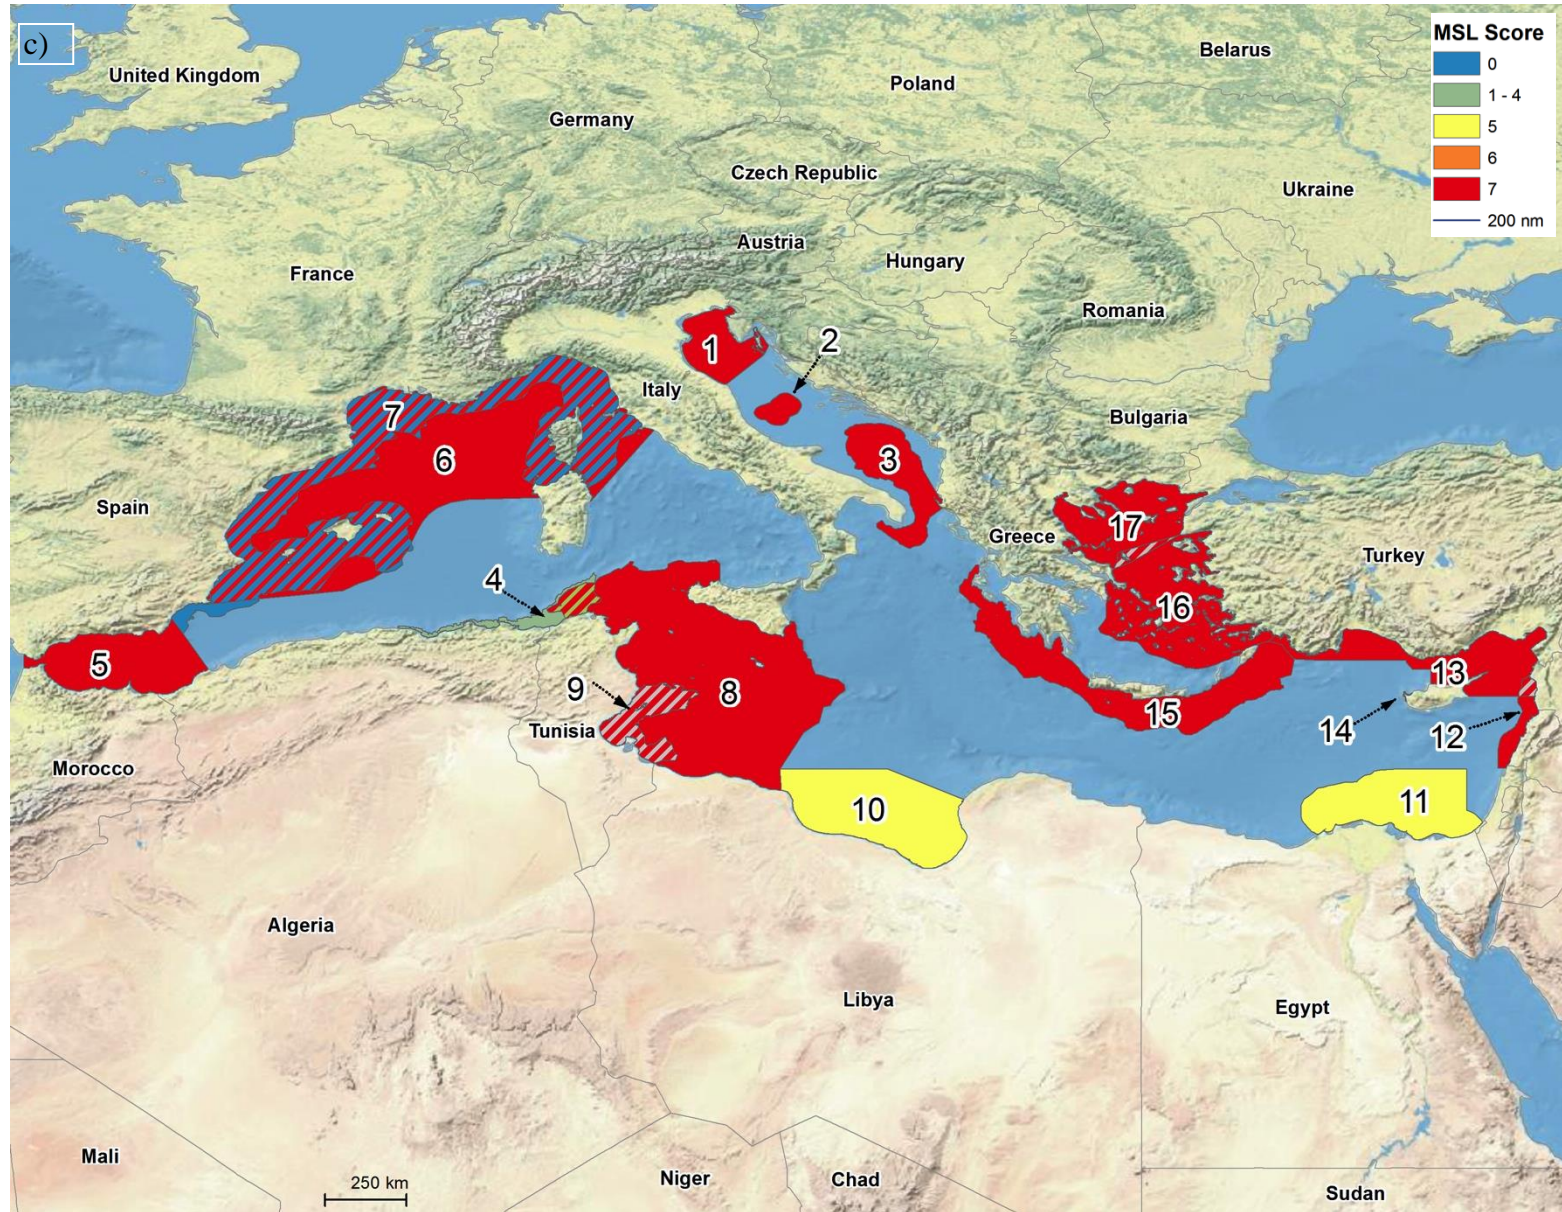 c)
MSL Score
0
1 - 4
5
6
7
200 nm
United Kingdom
Belarus
Poland
Germany
Czech Republic
Ukraine
Austria
France
Hungary
Romania
1
2
Italy
7
Bulgaria
6
3
Spain
17
Greece
Turkey
4
16
5
13
9
8
15
14
12
Tunisia
Morocco
10
11
Algeria
Libya
Egypt
Mali
250 km
Niger
Chad
Sudan